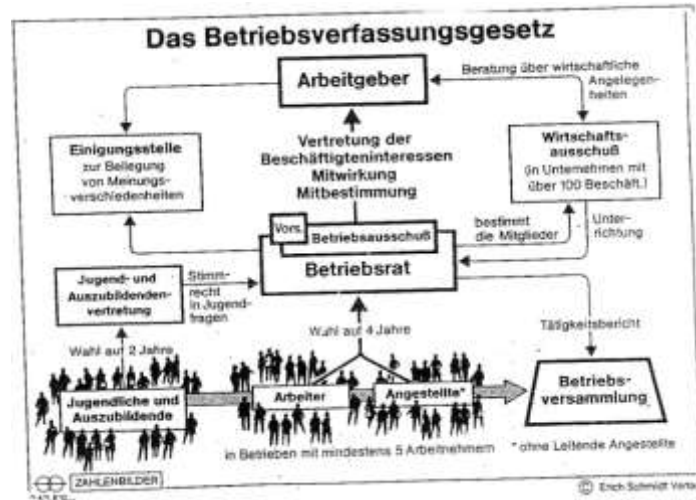 Das Betriebsverfassungsgesetz
Arbeitgeber
Beratung über wirtschaftliche
Angelegen-
heiten
Einigungsstelle
zur Beilegung
von Meinungs-
verschiedenheiten
Vertretung der
Beschäftigteninteressen
Mitwirkung
Mitbestimmung
Wirtschafts-
ausschuß
(in Unternehmen mit
über 100 Beschäft.)
Vors.
Betriebsausschuß
Betriebsrat
bestimmt
die Mitglieder
Unter-
richtung
Jugend- und
Auszubildenden-
vertretung
Stimm-
recht
in Jugend-
fragen
Wahl auf 2 Jahre
Wahl auf 4 Jahre
Tätigkeitsbericht
Jugendliche und
Auszubildende
Arbeiter
Angestellte*
Betriebs-
versammlung
in Betrieben mit mindestens 5 Arbeitnehmern
* ohne Leitende Angestellte
ZAHLENBILDER
© Erich Schmidt Verlag